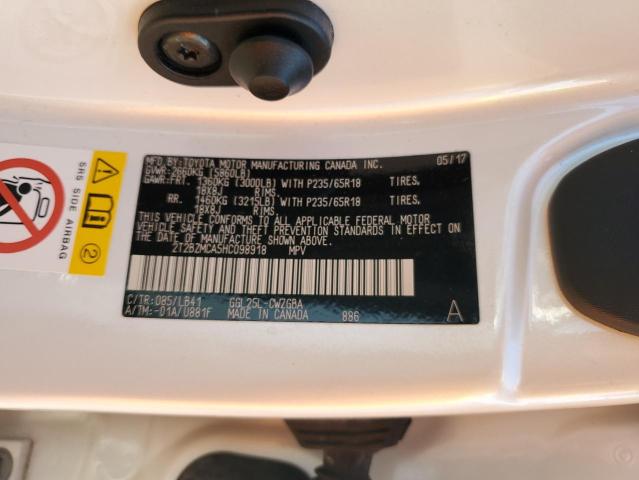 MFD.BY:TOYOTA MOTOR MANUFACTURING CANADA INC. 05/17
GVWR:2660KG (5860LB)
GAWR:FRT. 1360KG (3000LB) WITH P235/65R18 TIRES,
18X8J RIMS.
RR. 1460KG (3215LB) WITH P235/65R18 TIRES,
18X8J RIMS.
THIS VEHICLE CONFORMS TO ALL APPLICABLE FEDERAL MOTOR
VEHICLE SAFETY AND THEFT PREVENTION STANDARDS IN EFFECT ON
THE DATE OF MANUFACTURE SHOWN ABOVE.
2T2BZMCA5HC098918 MPV
C/TR:085/LB41 GGL25L-CWZGBA
A/TM:-01A/U881F MADE IN CANADA 886 A
SRS SIDE AIRBAG
2